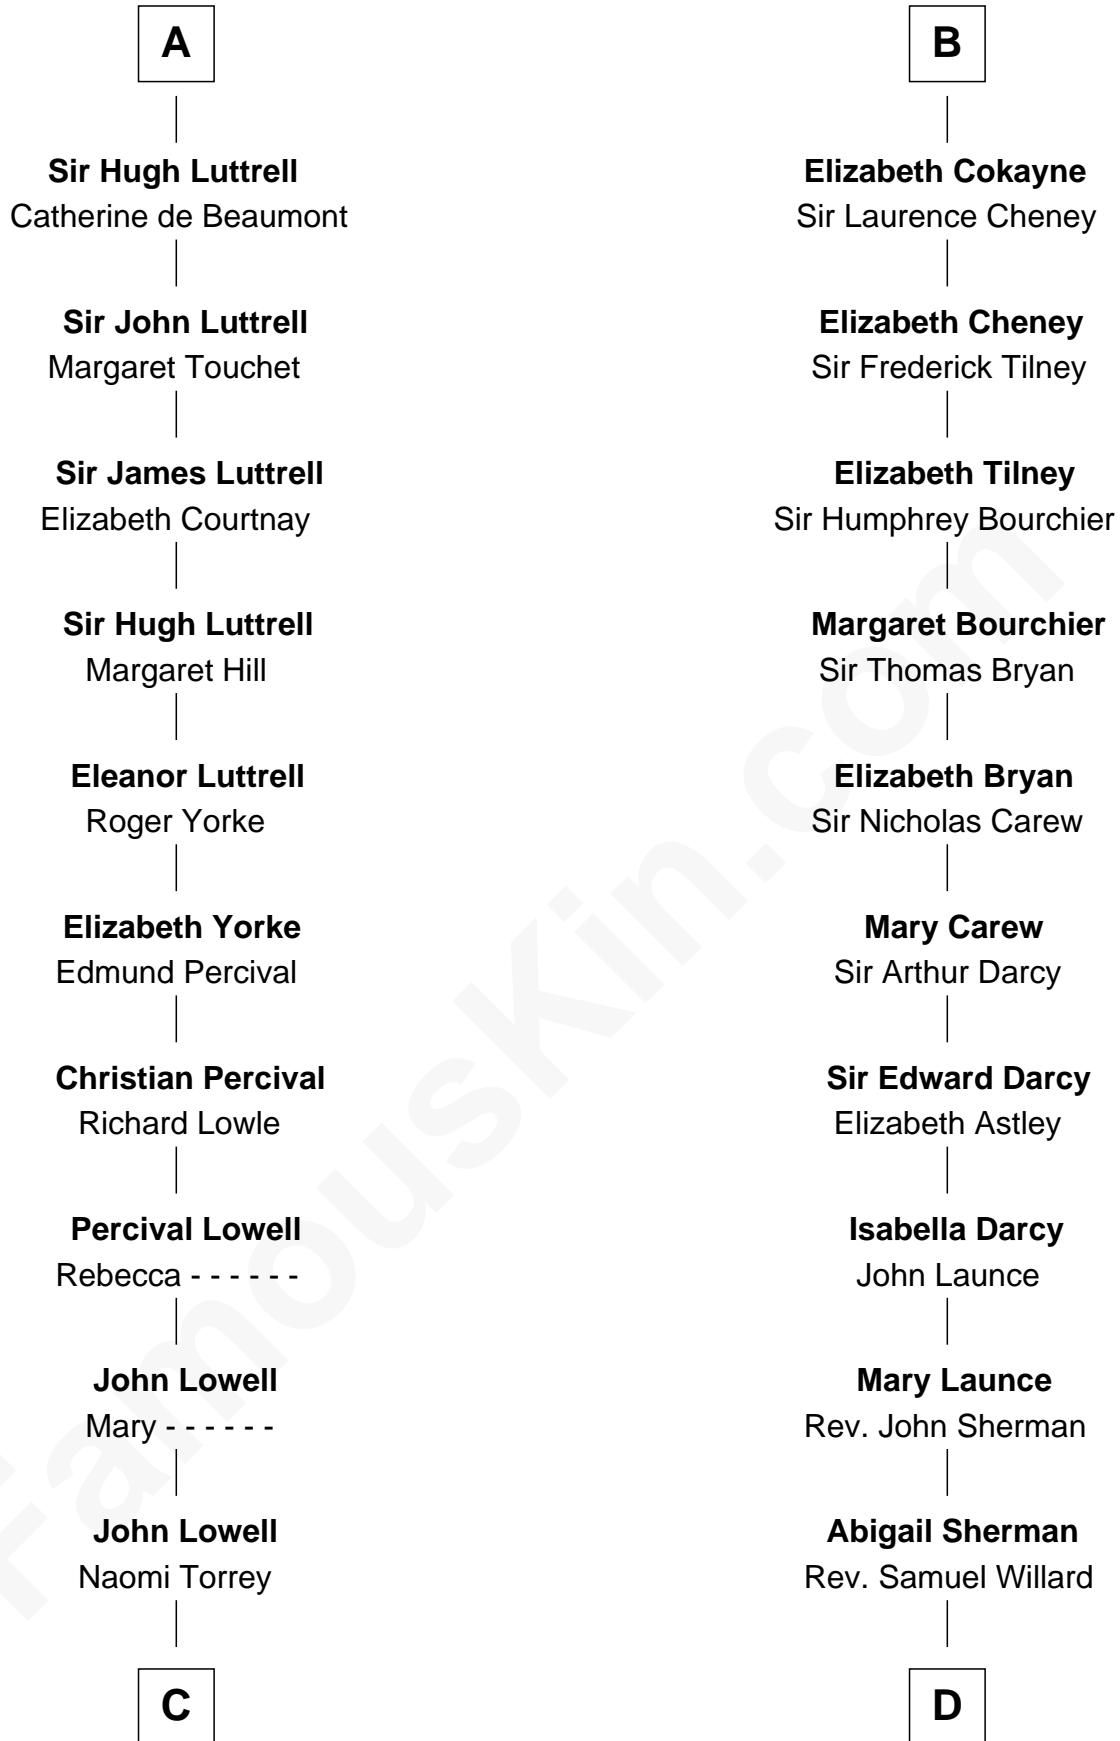 A
Sir Hugh Luttrell
Catherine de Beaumont
Sir John Luttrell
Margaret Touchet
Sir James Luttrell
Elizabeth Courtnay
Sir Hugh Luttrell
Margaret Hill
Eleanor Luttrell
Roger Yorke
Elizabeth Yorke
Edmund Percival
Christian Percival
Richard Lowle
Percival Lowell
Rebecca - - - - - -
John Lowell
Mary - - - - - -
John Lowell
Naomi Torrey
C
B
Elizabeth Cokayne
Sir Laurence Cheney
Elizabeth Cheney
Sir Frederick Tilney
Elizabeth Tilney
Sir Humphrey Bourchier
Margaret Bourchier
Sir Thomas Bryan
Elizabeth Bryan
Sir Nicholas Carew
Mary Carew
Sir Arthur Darcy
Sir Edward Darcy
Elizabeth Astley
Isabella Darcy
John Launce
Mary Launce
Rev. John Sherman
Abigail Sherman
Rev. Samuel Willard
D
FamousKin.com